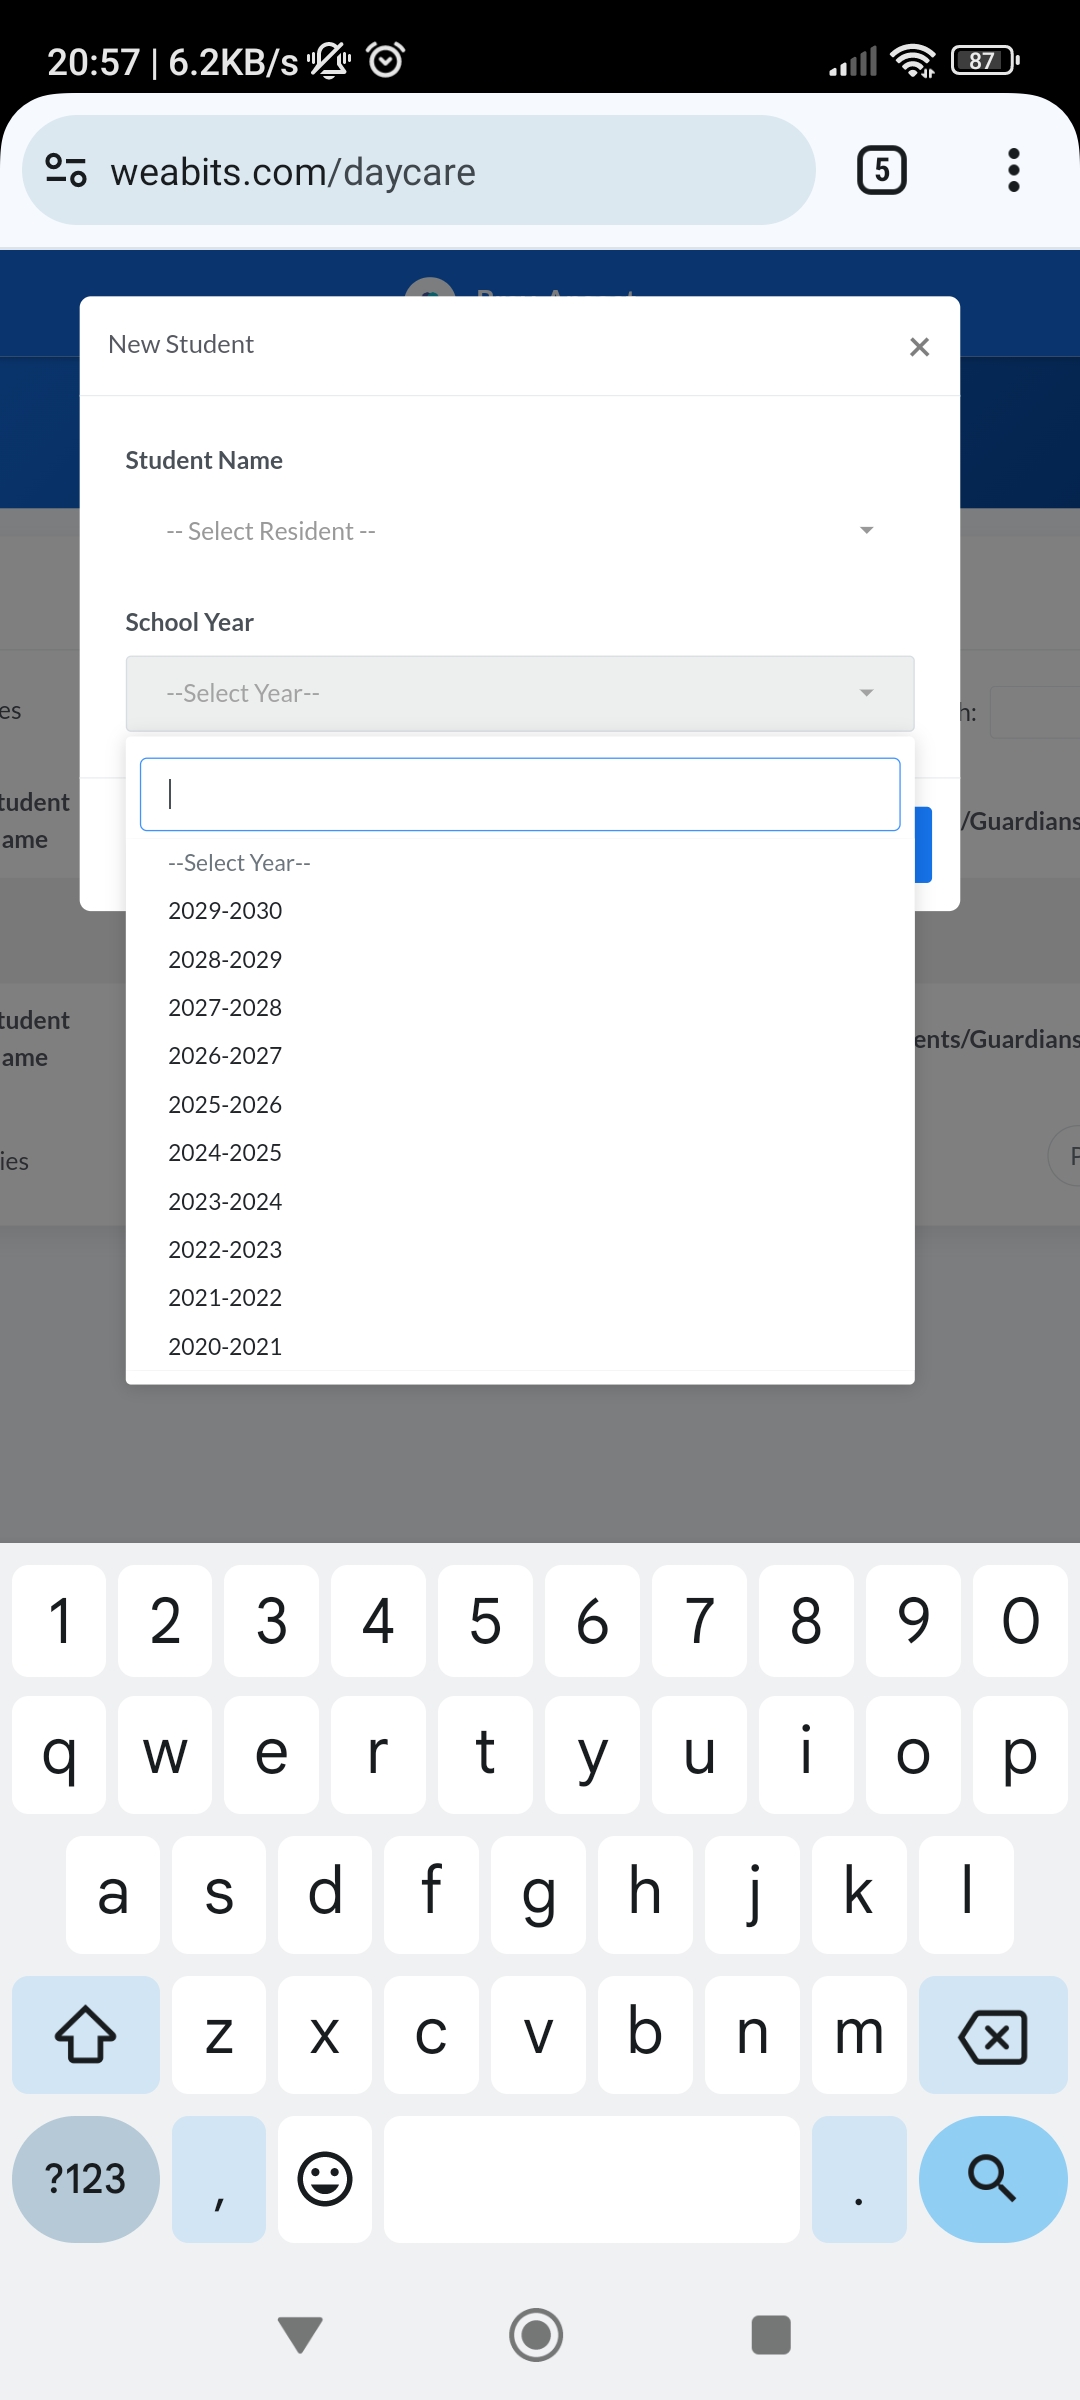 20:57 | 6.2KB/s
87
weabits.com/daycare
5
New Student
×
Student Name
-- Select Resident --
School Year
--Select Year--
es
h:
--Select Year--
tudent
ame
/Guardians
2029-2030
2028-2029
2027-2028
tudent
ame
ents/Guardians
2026-2027
2025-2026
2024-2025
ies
P
2023-2024
2022-2023
2021-2022
2020-2021
1 2 3 4 5 6 7 8 9 0
q w e r t y u i o p
a s d f g h j k l
z x c v b n m
?123 , .